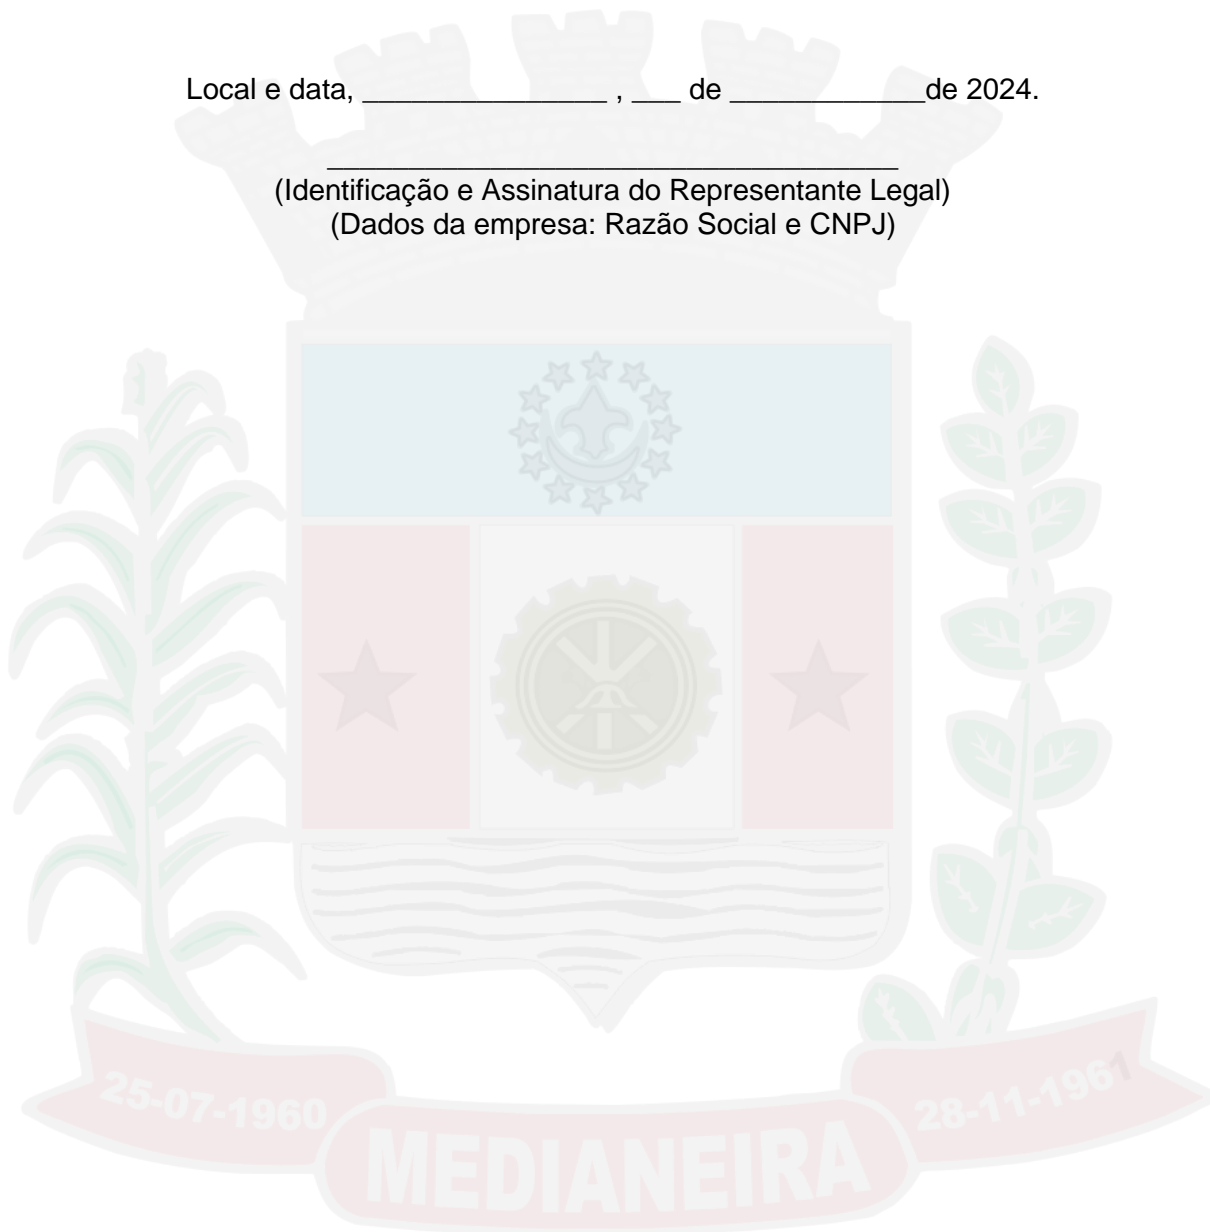 Local e data, _______________ , ___ de ____________de 2024.
___________________________________
(Identificação e Assinatura do Representante Legal)
(Dados da empresa: Razão Social e CNPJ)
25-07-1960
28-11-1961
MEDIANEIRA